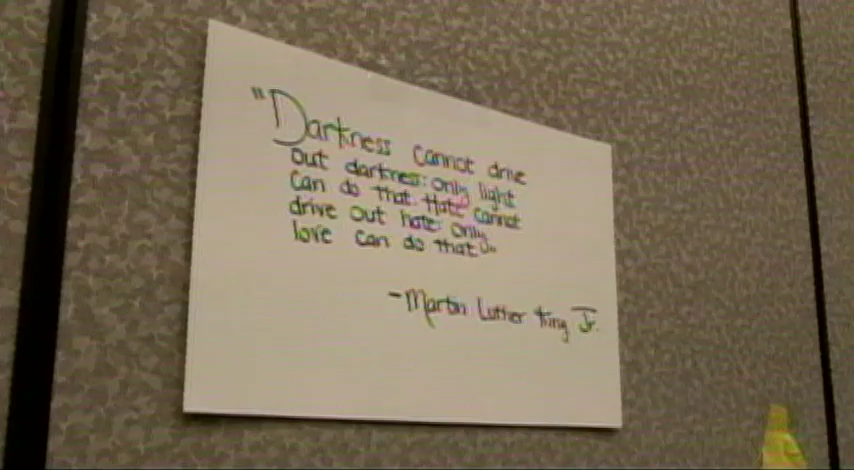 "Darkness cannot drive
out darkness: only light
can do that. Hate cannot
drive out hate: only
love can do that."
-Martin Luther King Jr.